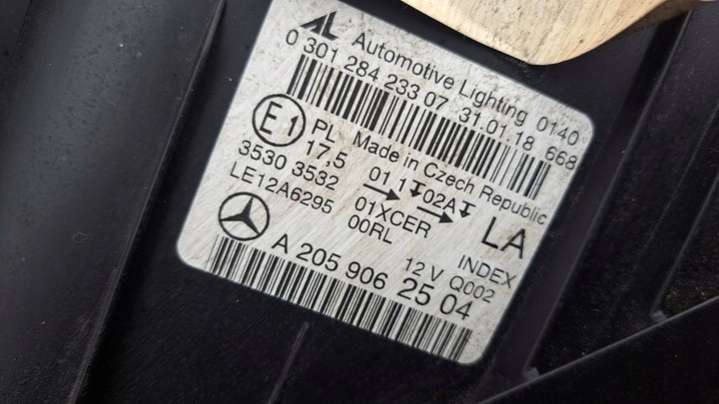 AL Automotive Lighting 0140
0 301 284 233 07 31.01.18 668
E1 PL Made in Czech Republic
17,5 01 1 02A
3530 3532 01XCER LA
LE12A6295 00RL INDEX
12 V Q002
A 205 906 25 04